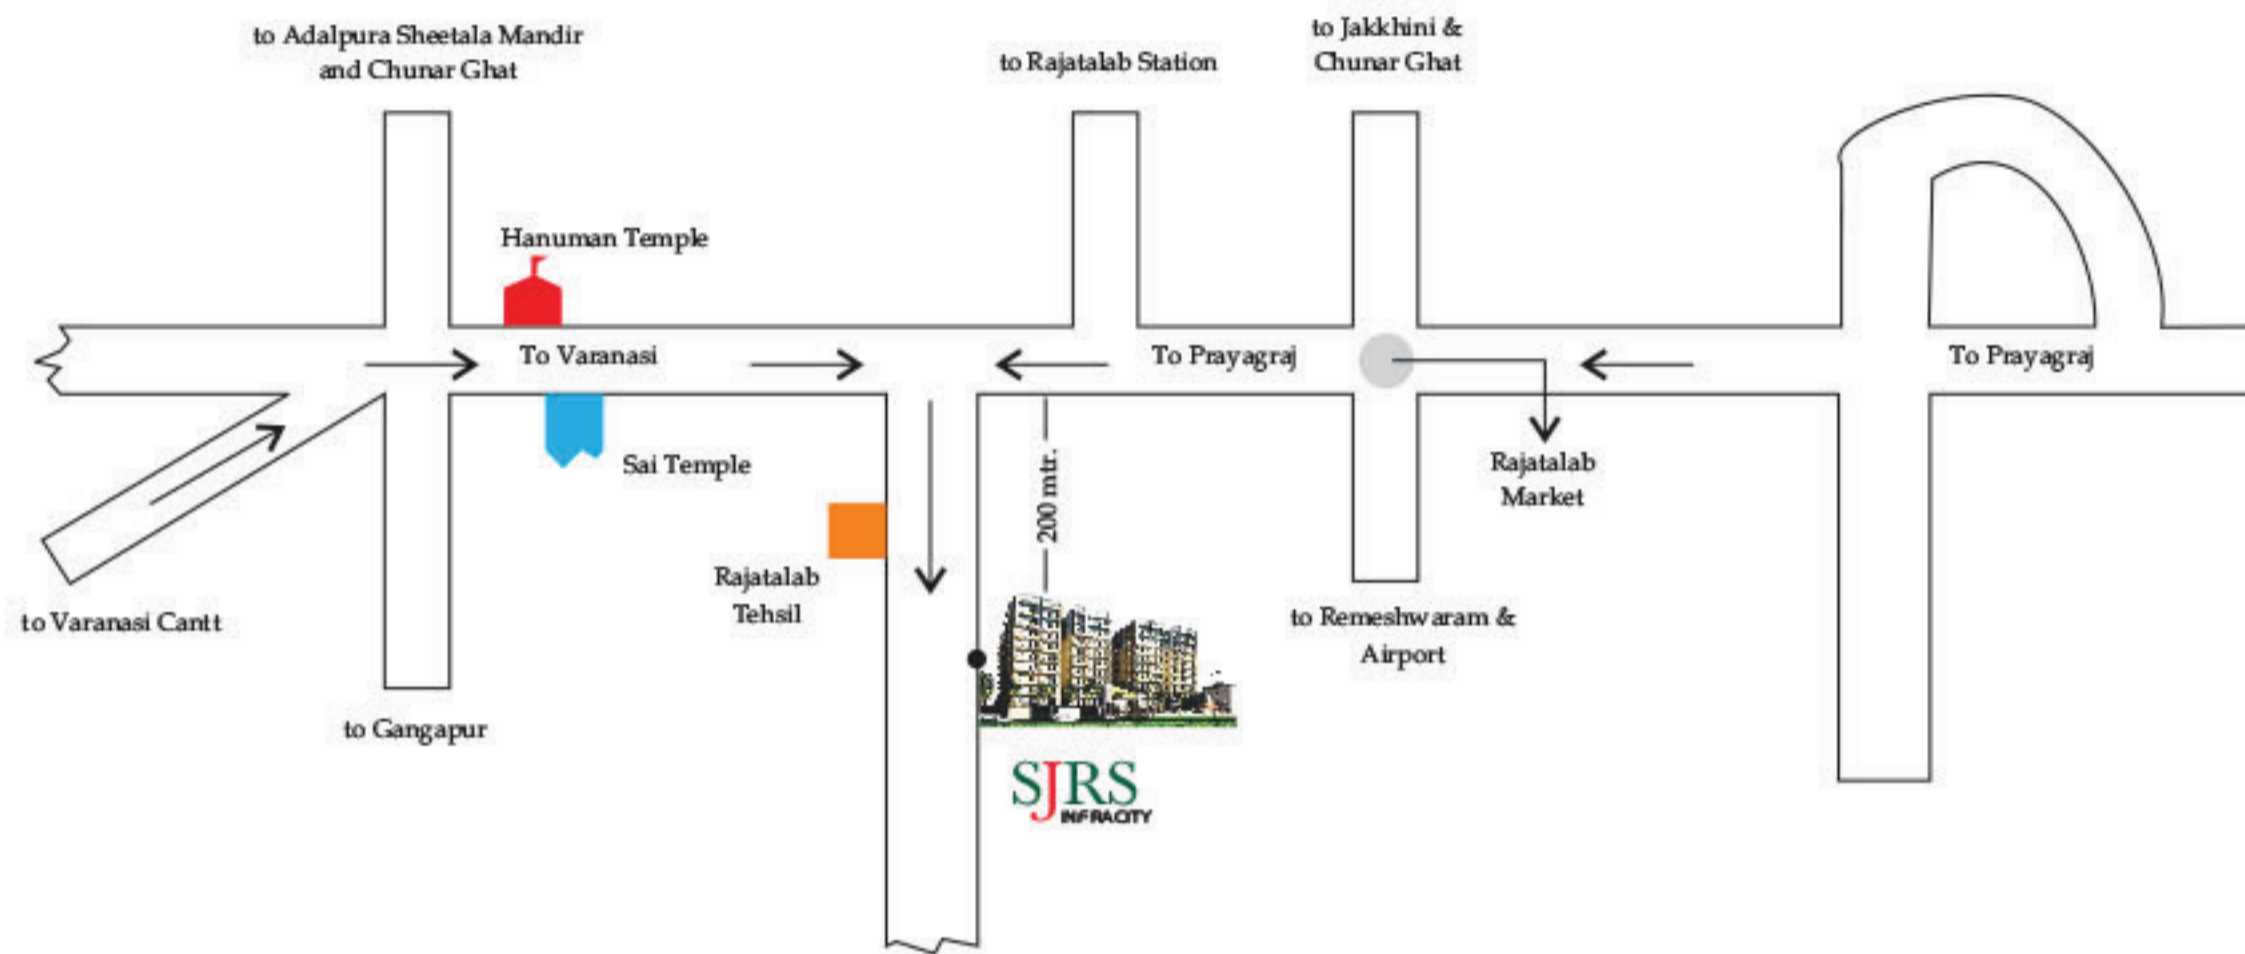 to Adalpura Sheetala Mandir
and Chunar Ghat
to Rajatalab Station
to Jakkhini &
Chunar Ghat
Hanuman Temple
To Varanasi
To Prayagraj
To Prayagraj
Sai Temple
200 mtr.
Rajatalab
Market
Rajatalab
Tehsil
to Varanasi Cantt
to Remeshwaram &
Airport
to Gangapur
SJRS
INFRACITY